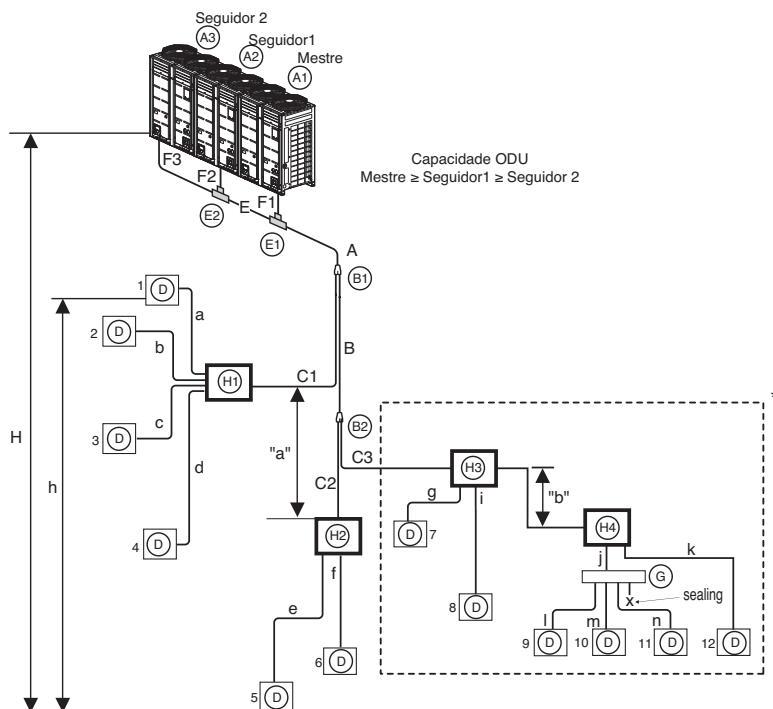 Seguidor 2
A3
Seguidor1
A2
Mestre
A1
Capacidade ODU
Mestre ≥ Seguidor1 ≥ Seguidor 2
F3
F2
F1
E
E2
E1
A
B1
B
H
h
1 D
a
2 D
b
3 D
c
4 D
d
H1
C1
"a"
B2
C2
C3
H2
e
f
5 D
6 D
*
H3
g
i
D 7
8 D
"b"
H4
j
k
G
x
sealing
l
m
n
9 D
10 D
11 D
12 D